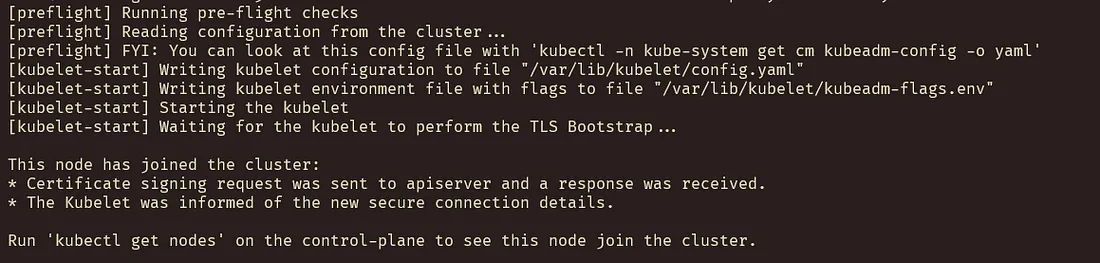 [preflight] Running pre-flight checks
[preflight] Reading configuration from the cluster...
[preflight] FYI: You can look at this config file with 'kubectl -n kube-system get cm kubeadm-config -o yaml'
[kubelet-start] Writing kubelet configuration to file "/var/lib/kubelet/config.yaml"
[kubelet-start] Writing kubelet environment file with flags to file "/var/lib/kubelet/kubeadm-flags.env"
[kubelet-start] Starting the kubelet
[kubelet-start] Waiting for the kubelet to perform the TLS Bootstrap...
This node has joined the cluster:
* Certificate signing request was sent to apiserver and a response was received.
* The Kubelet was informed of the new secure connection details.
Run 'kubectl get nodes' on the control-plane to see this node join the cluster.